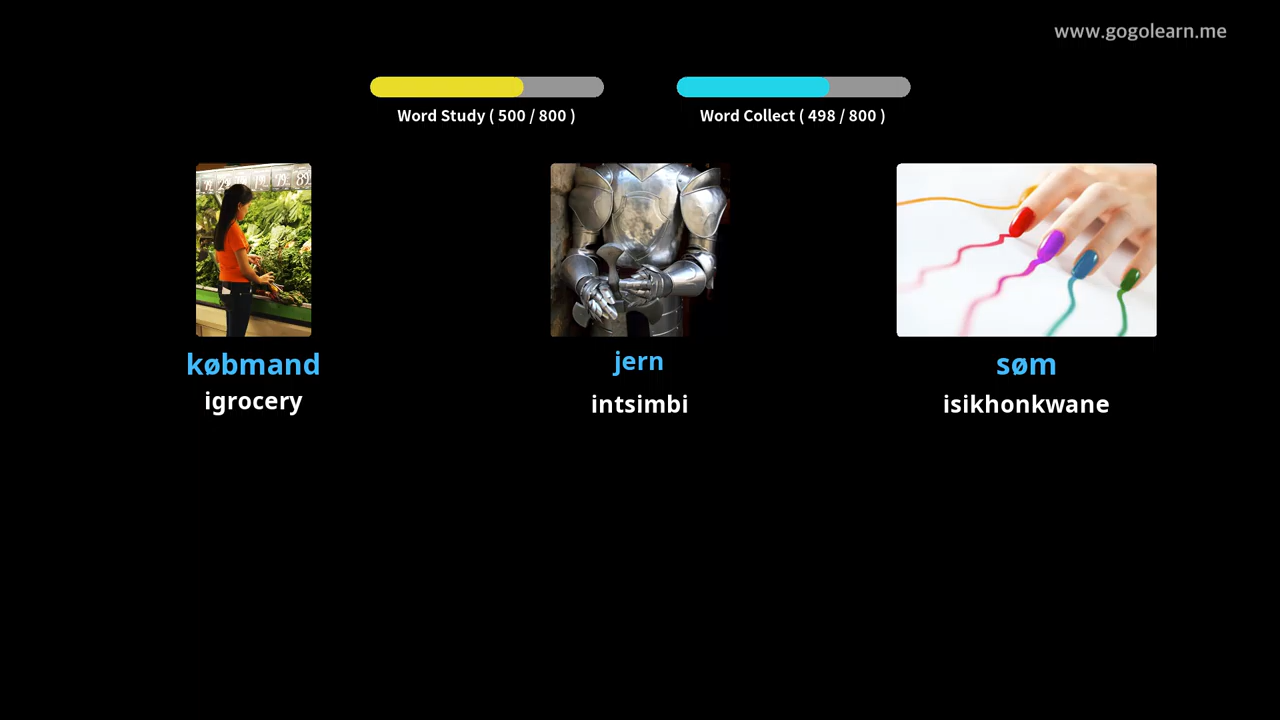 www.gogolearn.me
Word Study ( 500 / 800 )
Word Collect ( 498 / 800 )
købmand
igrocery
jern
intsimbi
søm
isikhonkwane